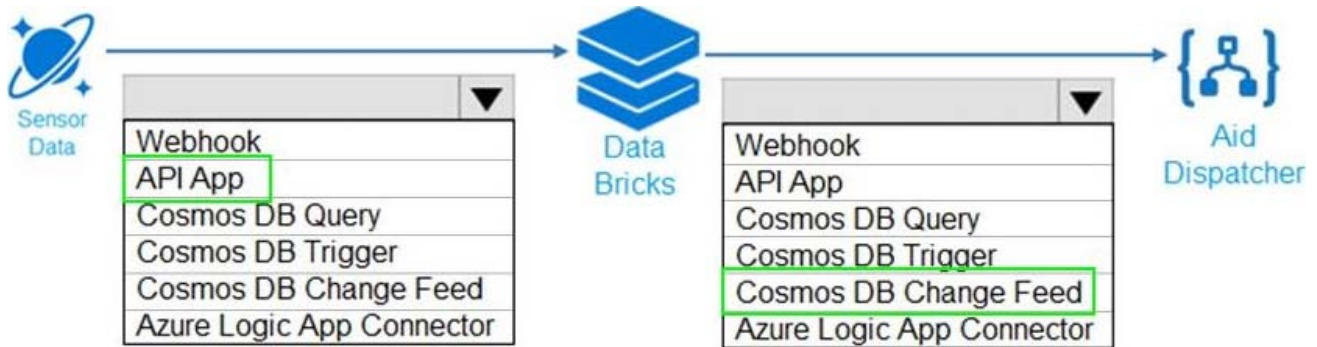 Sensor
Data
Webhook
API App
Cosmos DB Query
Cosmos DB Trigger
Cosmos DB Change Feed
Azure Logic App Connector
Data
Bricks
Webhook
API App
Cosmos DB Query
Cosmos DB Trigger
Cosmos DB Change Feed
Azure Logic App Connector
Aid
Dispatcher